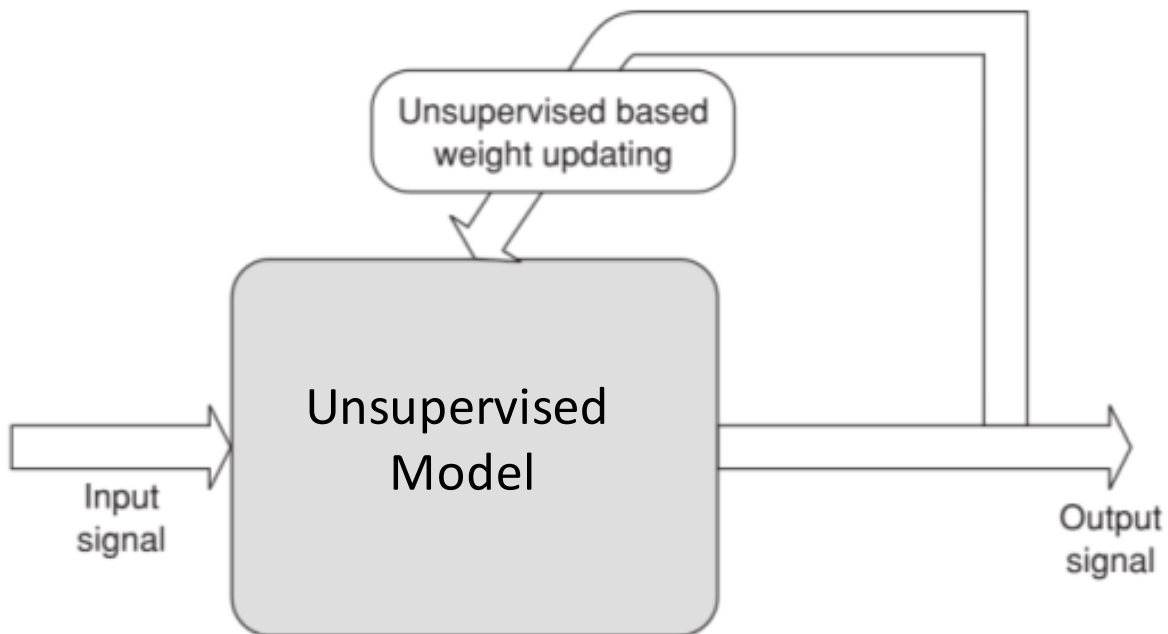 Unsupervised based
weight updating
Unsupervised
Model
Input
signal
Output
signal